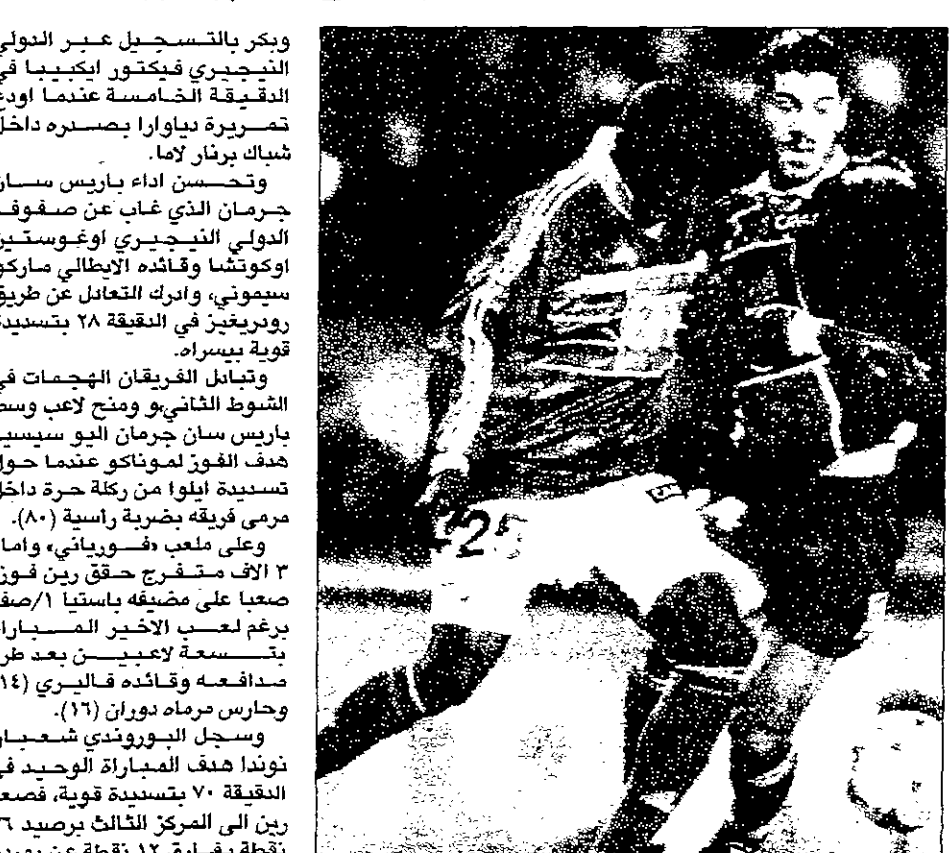 وبكر بالتسجيل عبر الدولي
النيجيري فيكتور ايكبيبا في
الدقيقة الخامسة عندما اودع
تمريرة دياوارا بصدره داخل
شباك برنار لاما.
وتحسن اداء باريس سان
جرمان الذي غاب عن صفوفه
الدولي النيجيري اوغوستين
اوكوتشا وقائده الايطالي ماركو
سيموني، وادرك التعادل عن طريق
رودريغيز في الدقيقة ٢٨ بتسديدة
قوية بيسراه.
وتبادل الفريقان الهجمات في
الشوط الثاني،و ومنح لاعب وسط
باريس سان جرمان اليو سيسيه
هدف الفوز لموناكو عندما حول
تسديدة ايلوا من ركلة حرة داخل
مرمى فريقه بضربة رأسية (٨٠).
وعلى ملعب «فورياني» وامام
٣ الاف متفرج حقق رين فوزا
صعبا على مضيفه باستيا ١/صفر
برغم لعب الاخير المباراة
بتسعة لاعبين بعد طرد
مدافعه وقائده فاليري (١٤)
وحارس مرماه دوران (١٦).
وسجل البوروندي شعبان
نوندا هدف المباراة الوحيد في
الدقيقة ٧٠ بتسديدة قوية، فصعد
رين الى المركز الثالث برصيد ٣٦
نقطة بفارق ١٢ نقطة عن
25